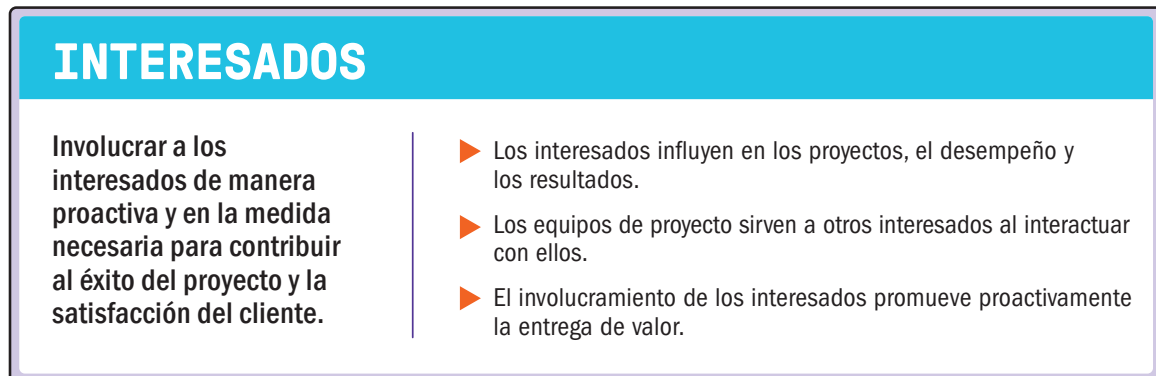 INTERESADOS
Involucrar a los
interesados de manera
proactiva y en la medida
necesaria para contribuir
al éxito del proyecto y la
satisfacción del cliente.
Los interesados influyen en los proyectos, el desempeño y
los resultados.
Los equipos de proyecto sirven a otros interesados al interactuar
con ellos.
El involucramiento de los interesados promueve proactivamente
la entrega de valor.